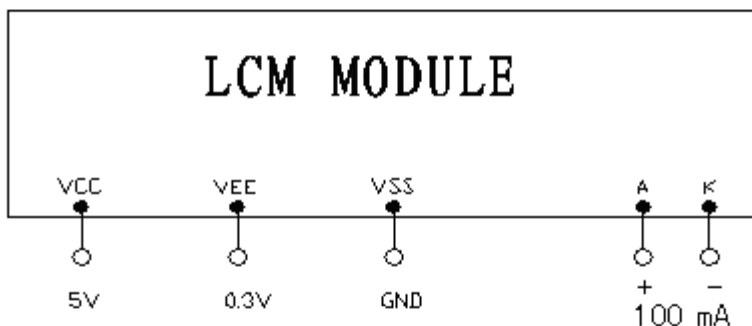 LCM MODULE
VCC VEE VSS A K
5V 0.3V GND + -
100 mA